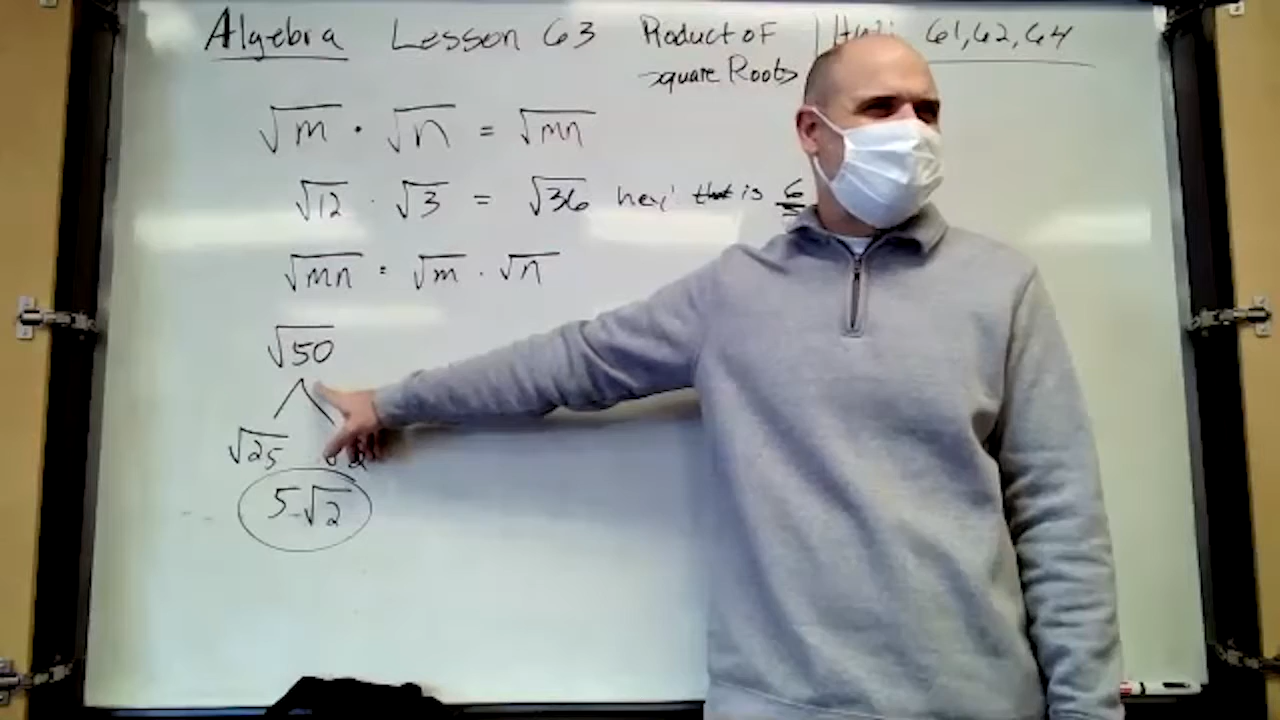 Algebra Lesson 63 Product of Square Roots
61, 62, 64
√m · √n = √mn
√12 · √3 = √36 hey! that is 6
√mn = √m · √n
√50
√25 √2
5√2